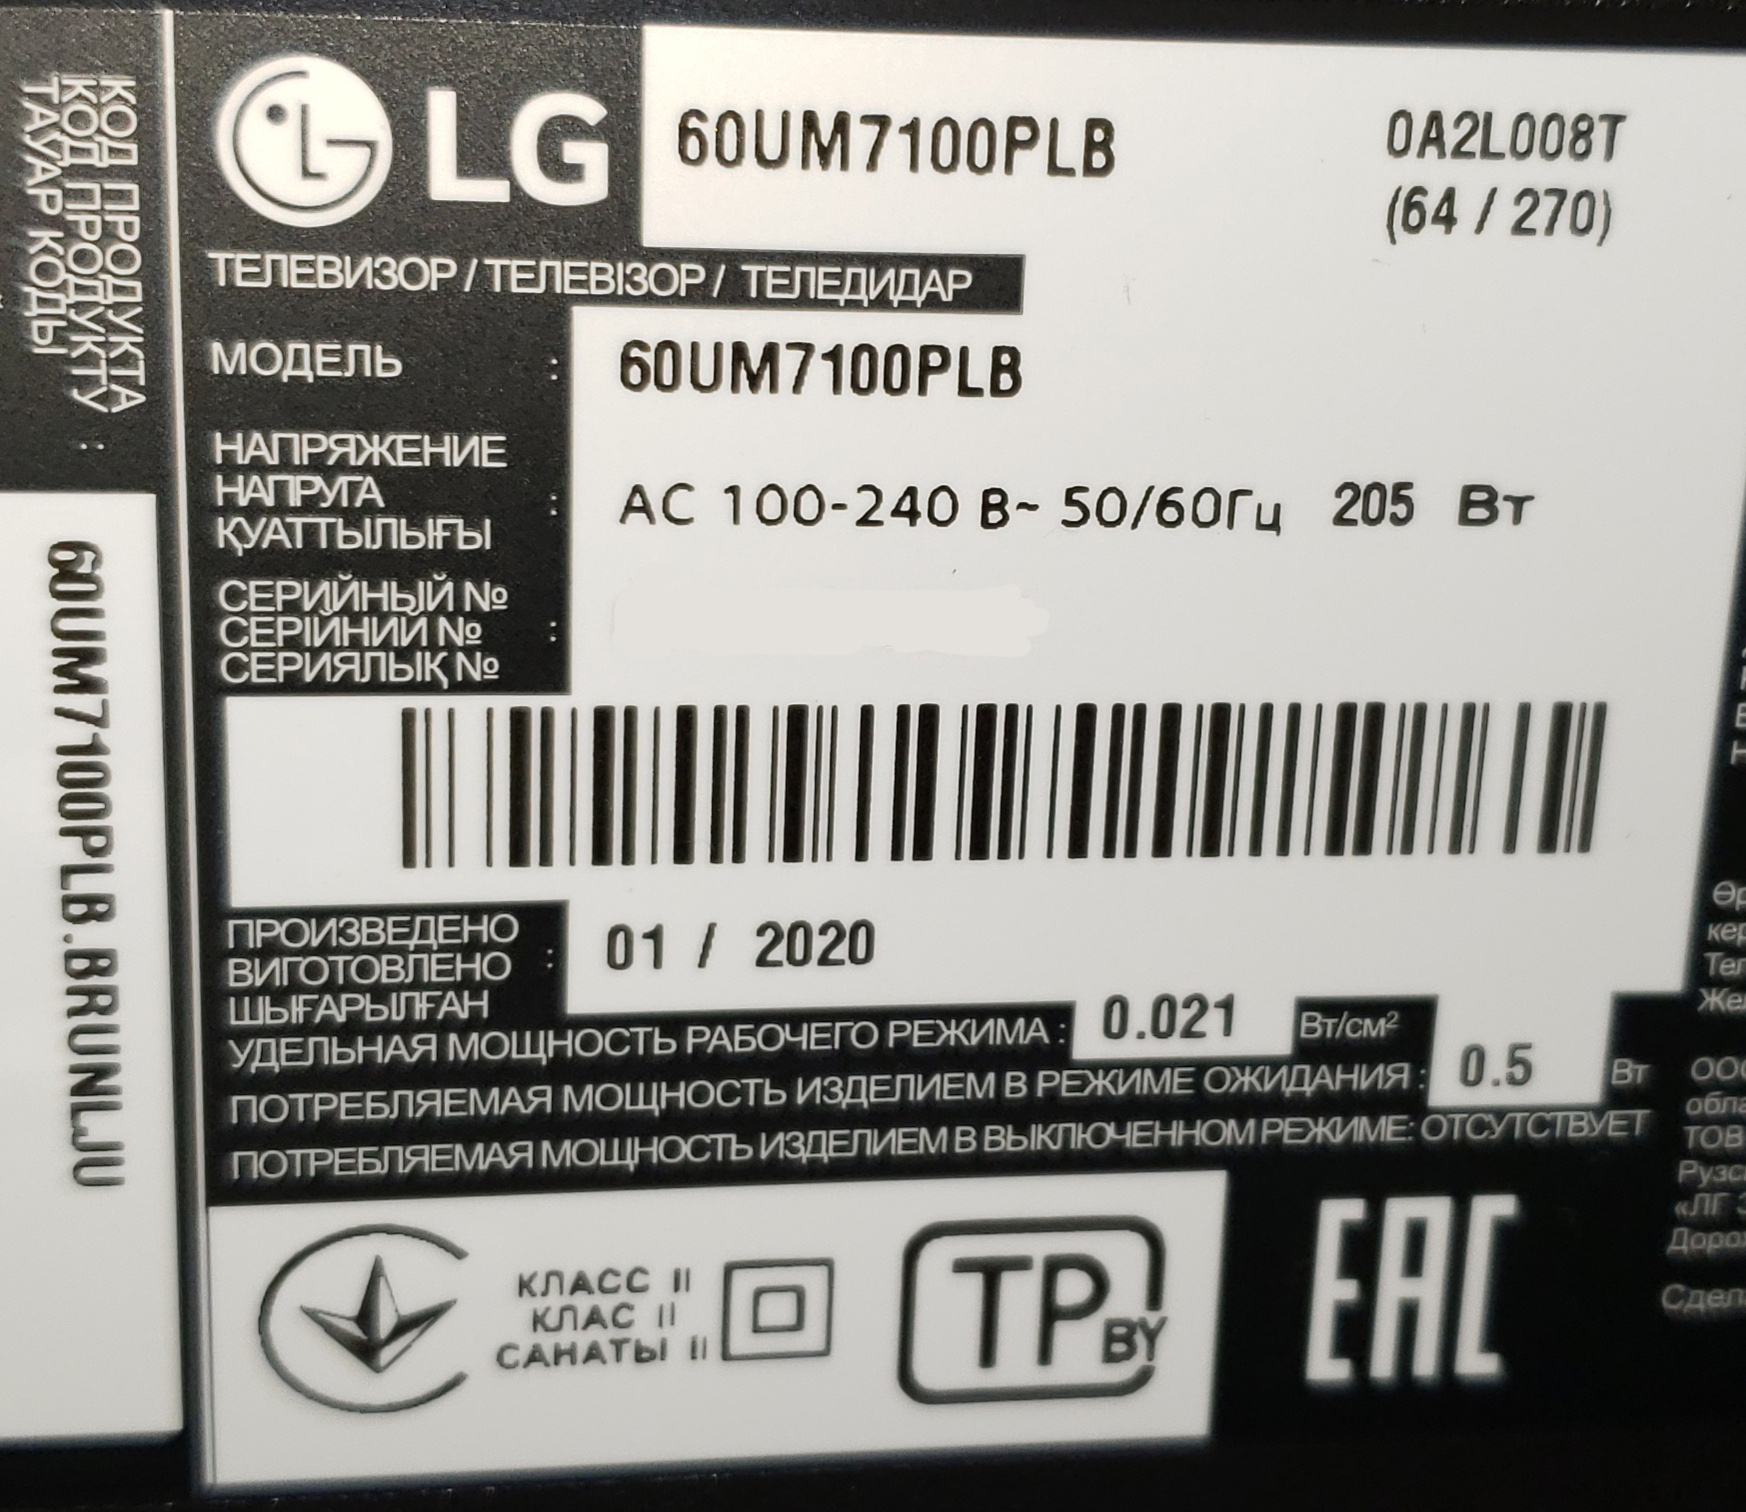 КОД ПРОДУКТА
КОД ПРОДУКТУ :
ТАУАР КОДЫ
60UM7100PLB.BRUNLJU
LG
60UM7100PLB
0A2L008T
(64 / 270)
ТЕЛЕВИЗОР / ТЕЛЕВІЗОР / ТЕЛЕДИДАР
МОДЕЛЬ : 60UM7100PLB
НАПРЯЖЕНИЕ
НАПРУГА : AC 100-240 В~ 50/60Гц 205 Вт
ҚУАТТЫЛЫҒЫ
СЕРИЙНЫЙ №
СЕРІЙНИЙ № :
СЕРИЯЛЫҚ №
ПРОИЗВЕДЕНО
ВИГОТОВЛЕНО : 01 / 2020
ШЫҒАРЫЛҒАН
УДЕЛЬНАЯ МОЩНОСТЬ РАБОЧЕГО РЕЖИМА : 0.021 Вт/см²
ПОТРЕБЛЯЕМАЯ МОЩНОСТЬ ИЗДЕЛИЕМ В РЕЖИМЕ ОЖИДАНИЯ : 0.5 Вт
ПОТРЕБЛЯЕМАЯ МОЩНОСТЬ ИЗДЕЛИЕМ В ВЫКЛЮЧЕННОМ РЕЖИМЕ: ОТСУТСТВУЕТ
КЛАСС II
КЛАС II
САНАТЫ II
TP BY
EAC